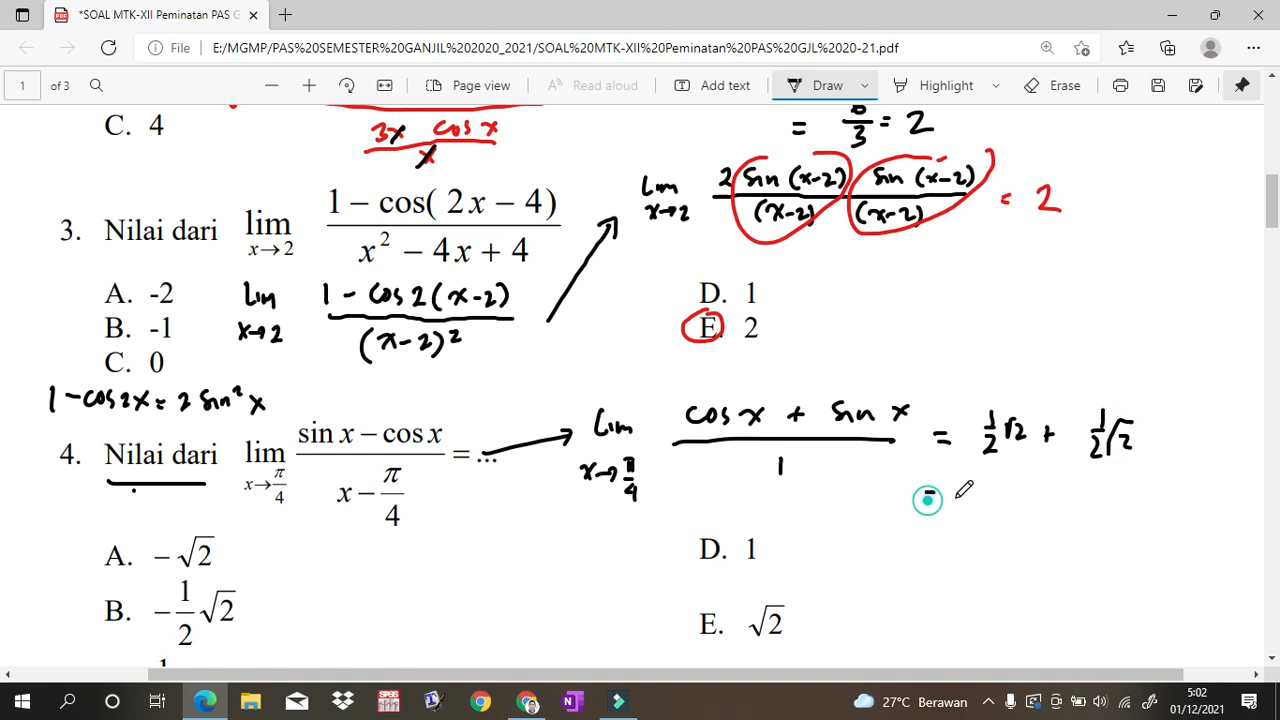 *SOAL MTK-XII Peminatan PAS G
File E:/MGMP/PAS%20SEMESTER%20GANJIL%202020_2021/SOAL%20MTK-XII%20Peminatan%20PAS%20GJL%2020-21.pdf
1 of 3 Page view Read aloud Add text Draw Highlight Erase
C. 4
3x cos x
x
= 6/3 = 2
3. Nilai dari lim x→2 (1 − cos( 2x − 4))/(x² − 4x + 4)
Lim x→2 2 sin (x-2) sin (x-2) / (x-2) (x-2) = 2
A. -2
B. -1
C. 0
Lim x→2 1 - cos 2(x-2) / (x-2)²
D. 1
E. 2
1 - cos 2x = 2 sin² x
4. Nilai dari lim x→π/4 (sin x − cos x)/(x − π/4) = ...
Lim x→π/4 cos x + sin x / 1 = 1/2 √2 + 1/2 √2
A. − √2
B. − 1/2 √2
D. 1
E. √2
27°C Berawan
5:02
01/12/2021